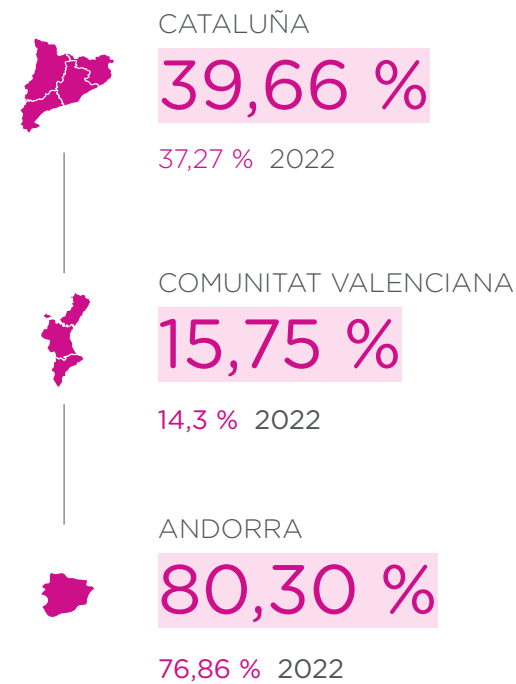 CATALUÑA
39,66 %
37,27 % 2022
COMUNITAT VALENCIANA
15,75 %
14,3 % 2022
ANDORRA
80,30 %
76,86 % 2022